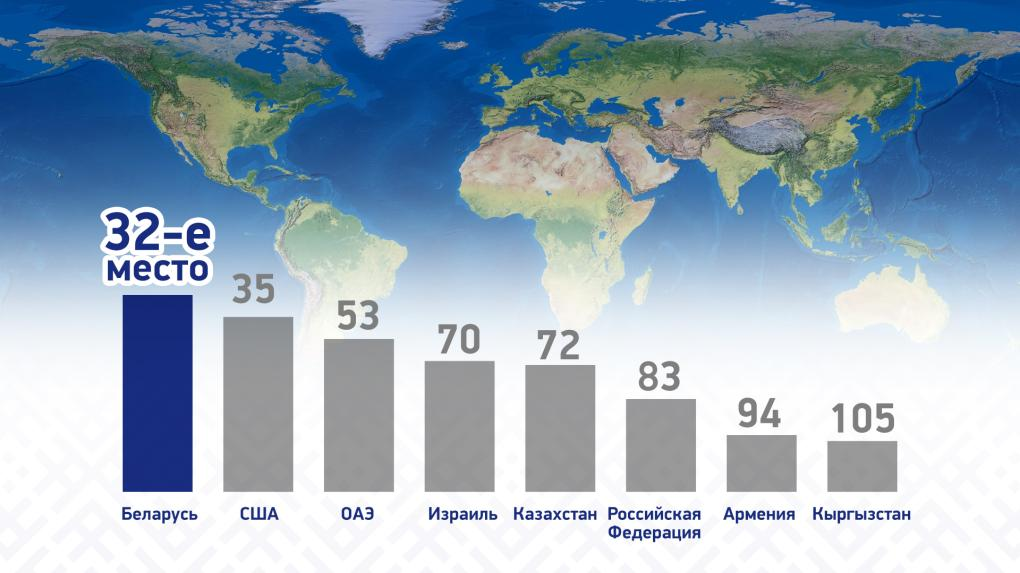 32-е
место
35
53
70
72
83
94
105
Беларусь
США
ОАЭ
Израиль
Казахстан
Российская
Федерация
Армения
Кыргызстан